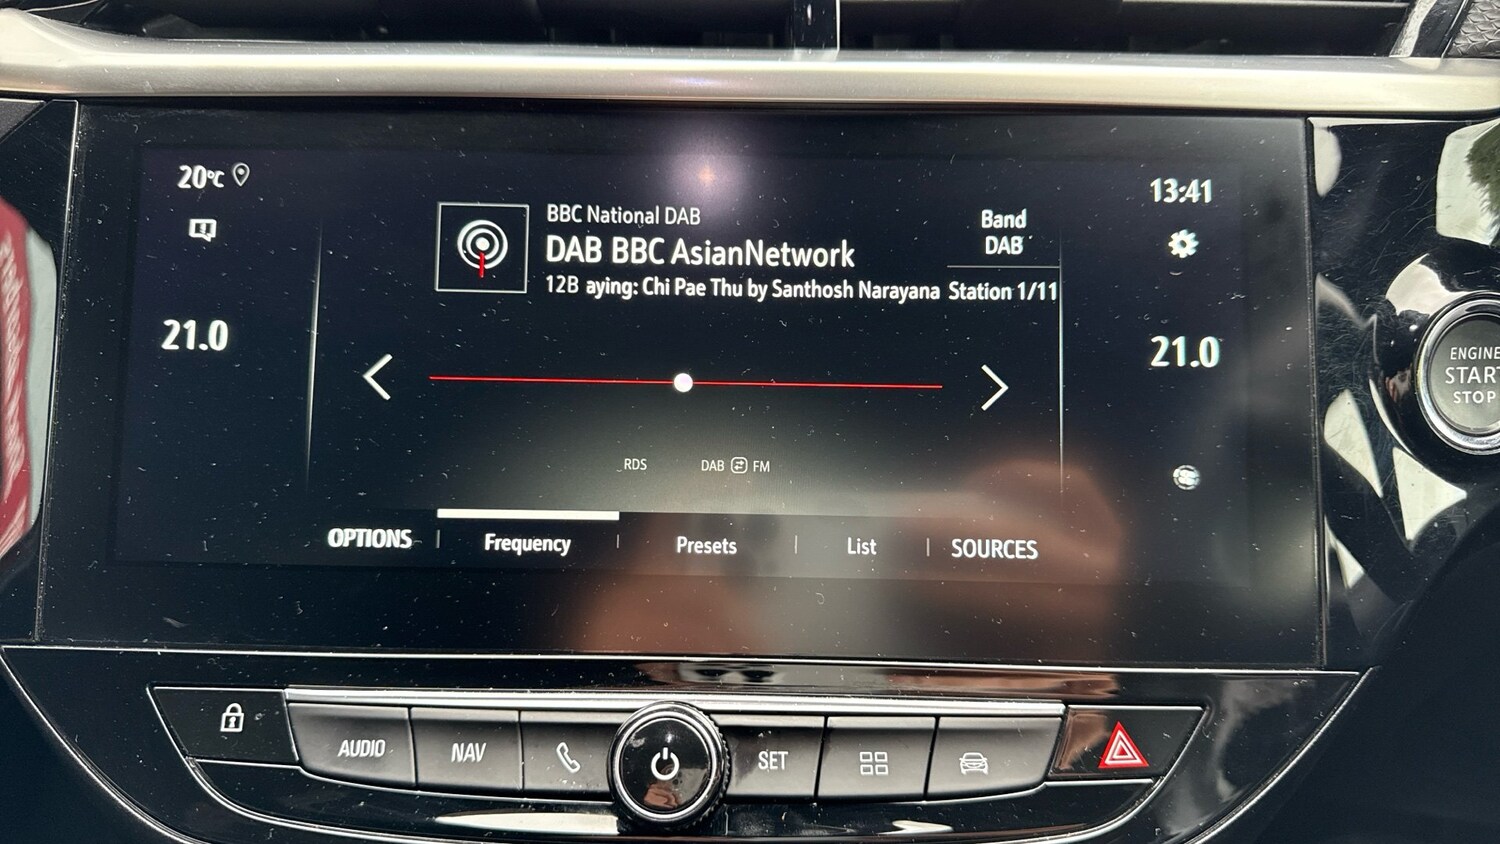 20°C
13:41
BBC National DAB
Band
DAB BBC AsianNetwork
DAB
12B aying: Chi Pae Thu by Santhosh Narayana Station 1/11
21.0
21.0
ENGINE
START
STOP
RDS
DAB FM
OPTIONS Frequency Presets List SOURCES
AUDIO NAV SET